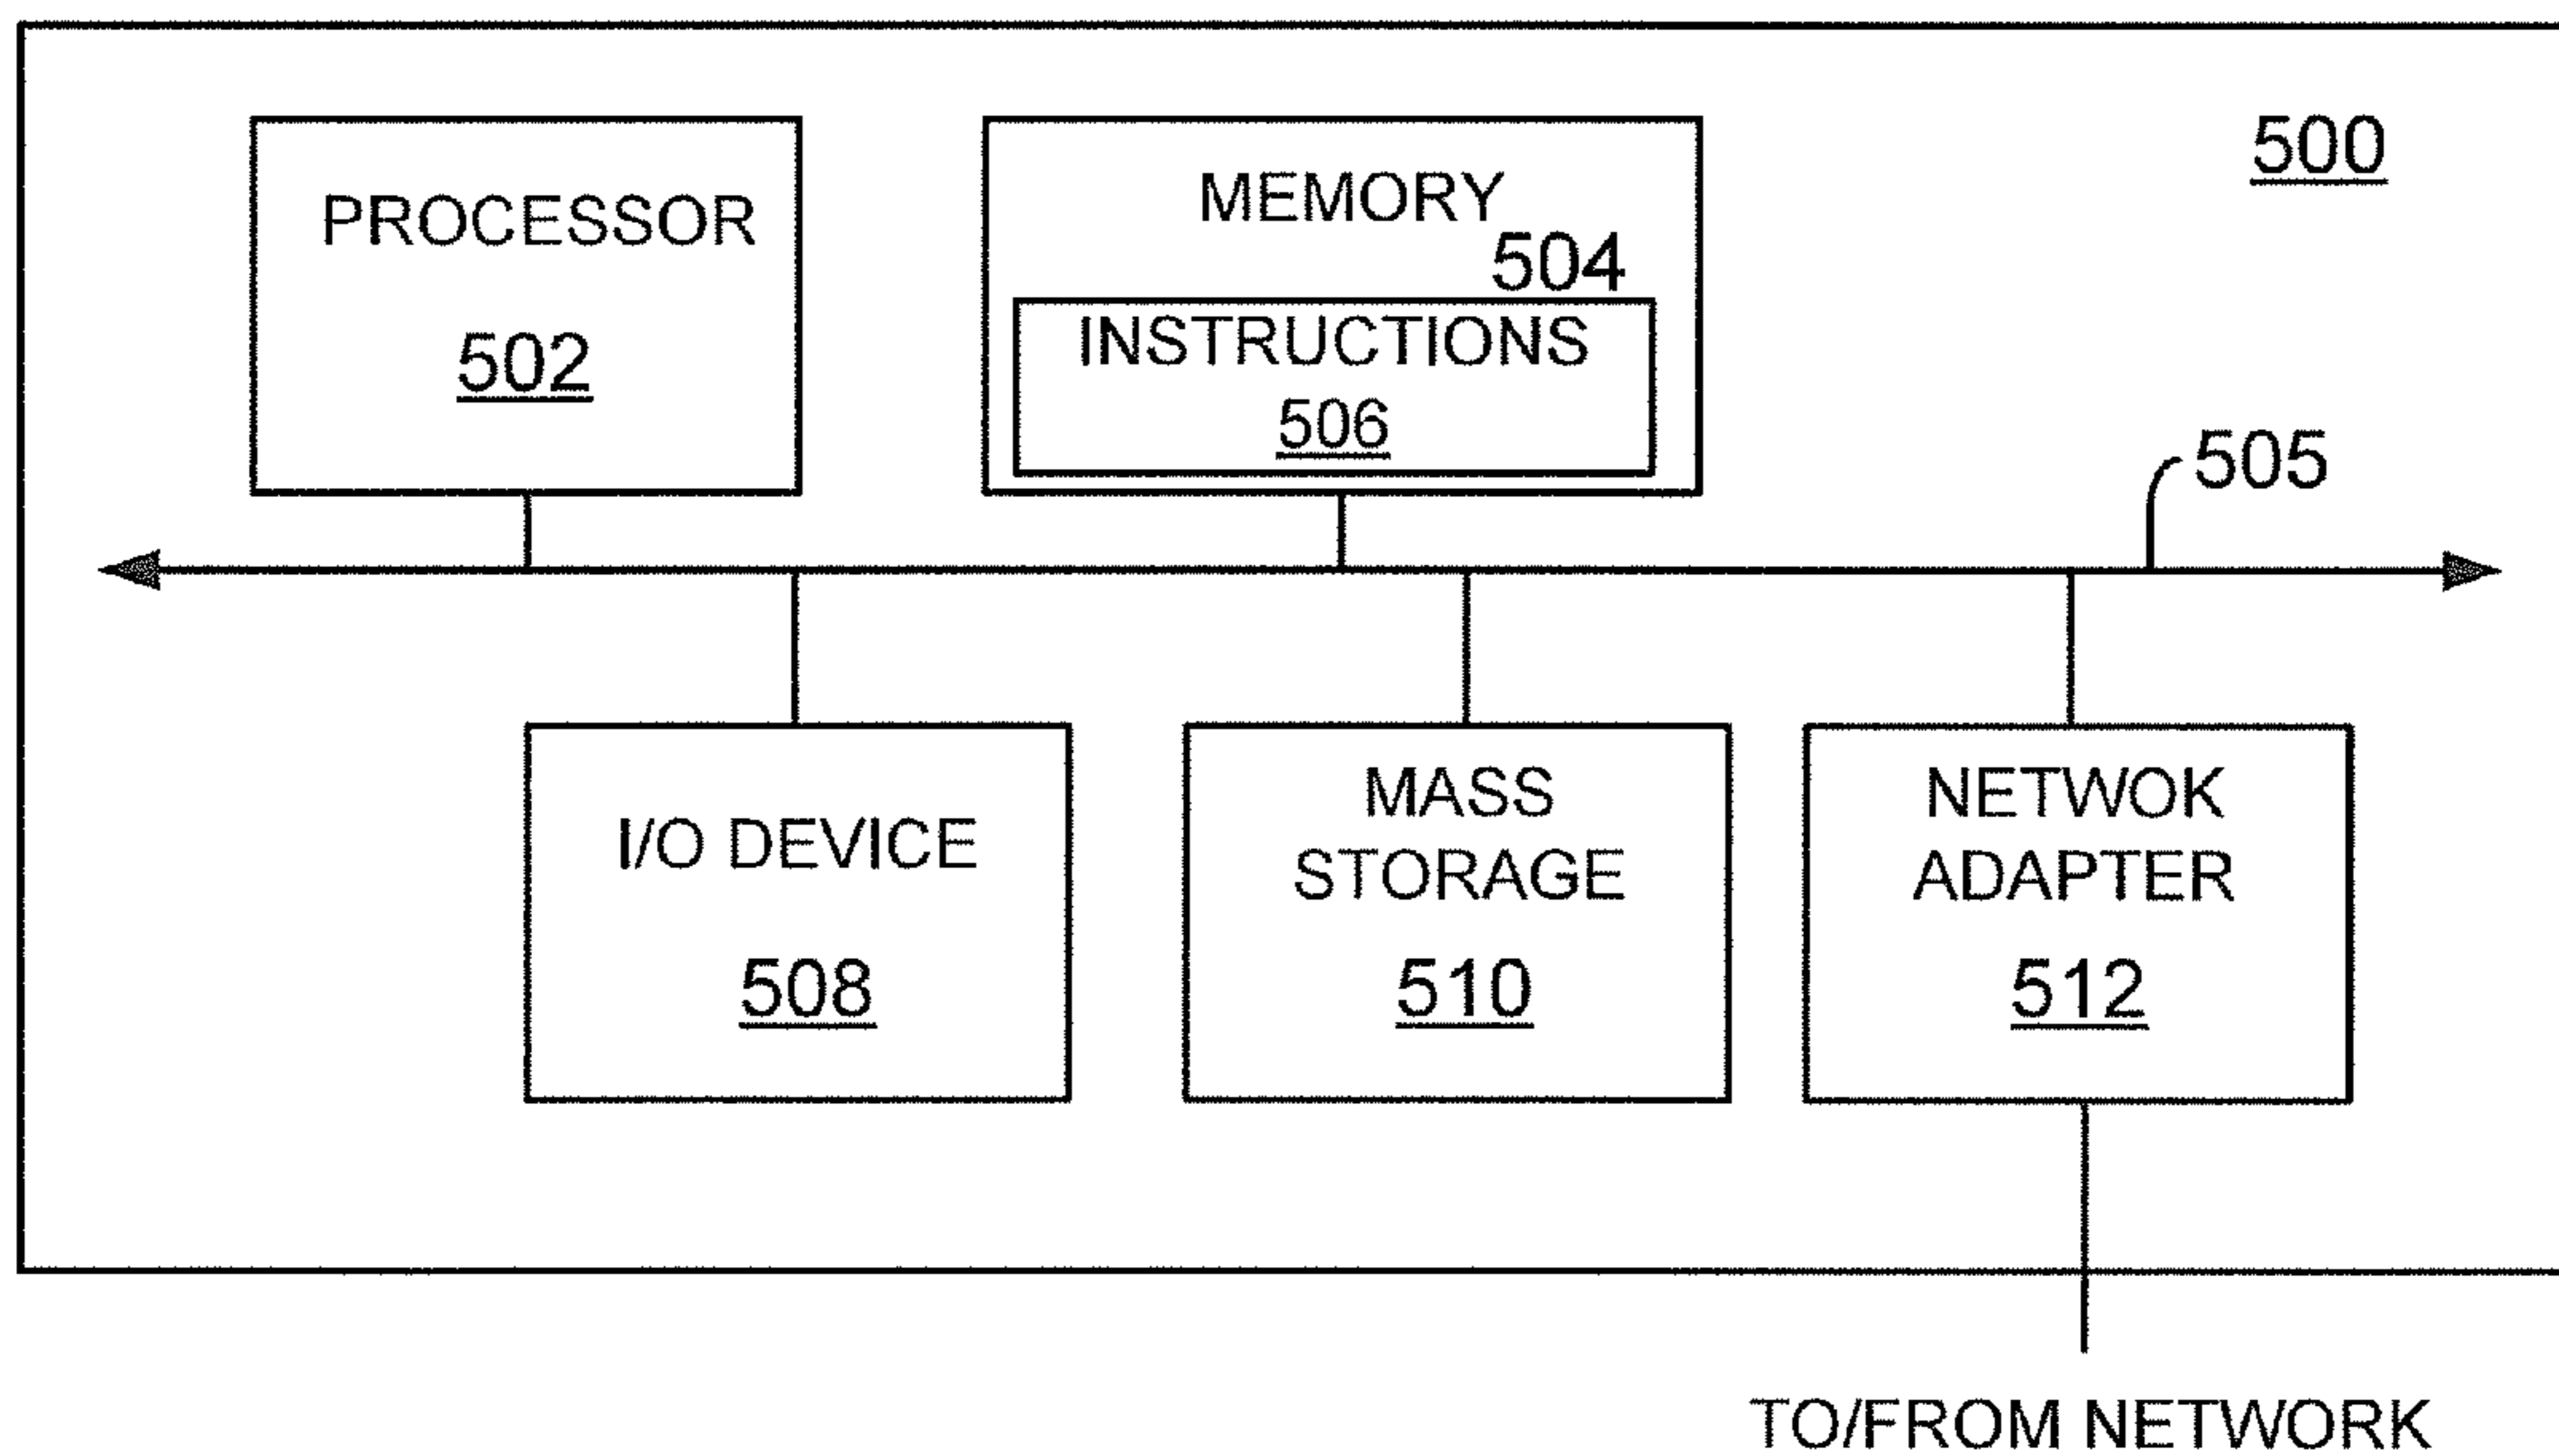 500
PROCESSOR
502
MEMORY
504
INSTRUCTIONS
506
505
I/O DEVICE
508
MASS
STORAGE
510
NETWOK
ADAPTER
512
TO/FROM NETWORK